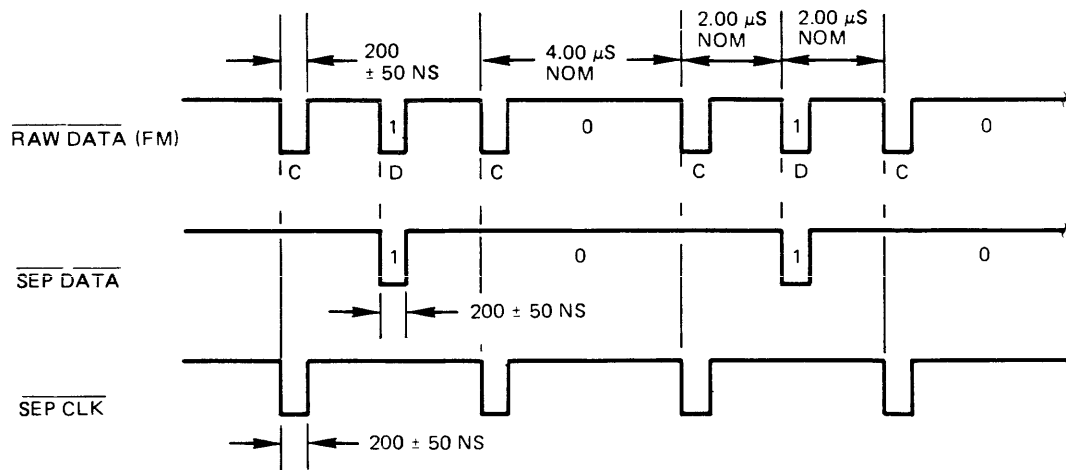 2.00 μS
NOM
2.00 μS
NOM
200
± 50 NS
4.00 μS
NOM
RAW DATA (FM)
1
0
1
0
C
D
C
C
D
C
SEP DATA
1
0
1
0
200 ± 50 NS
SEP CLK
200 ± 50 NS